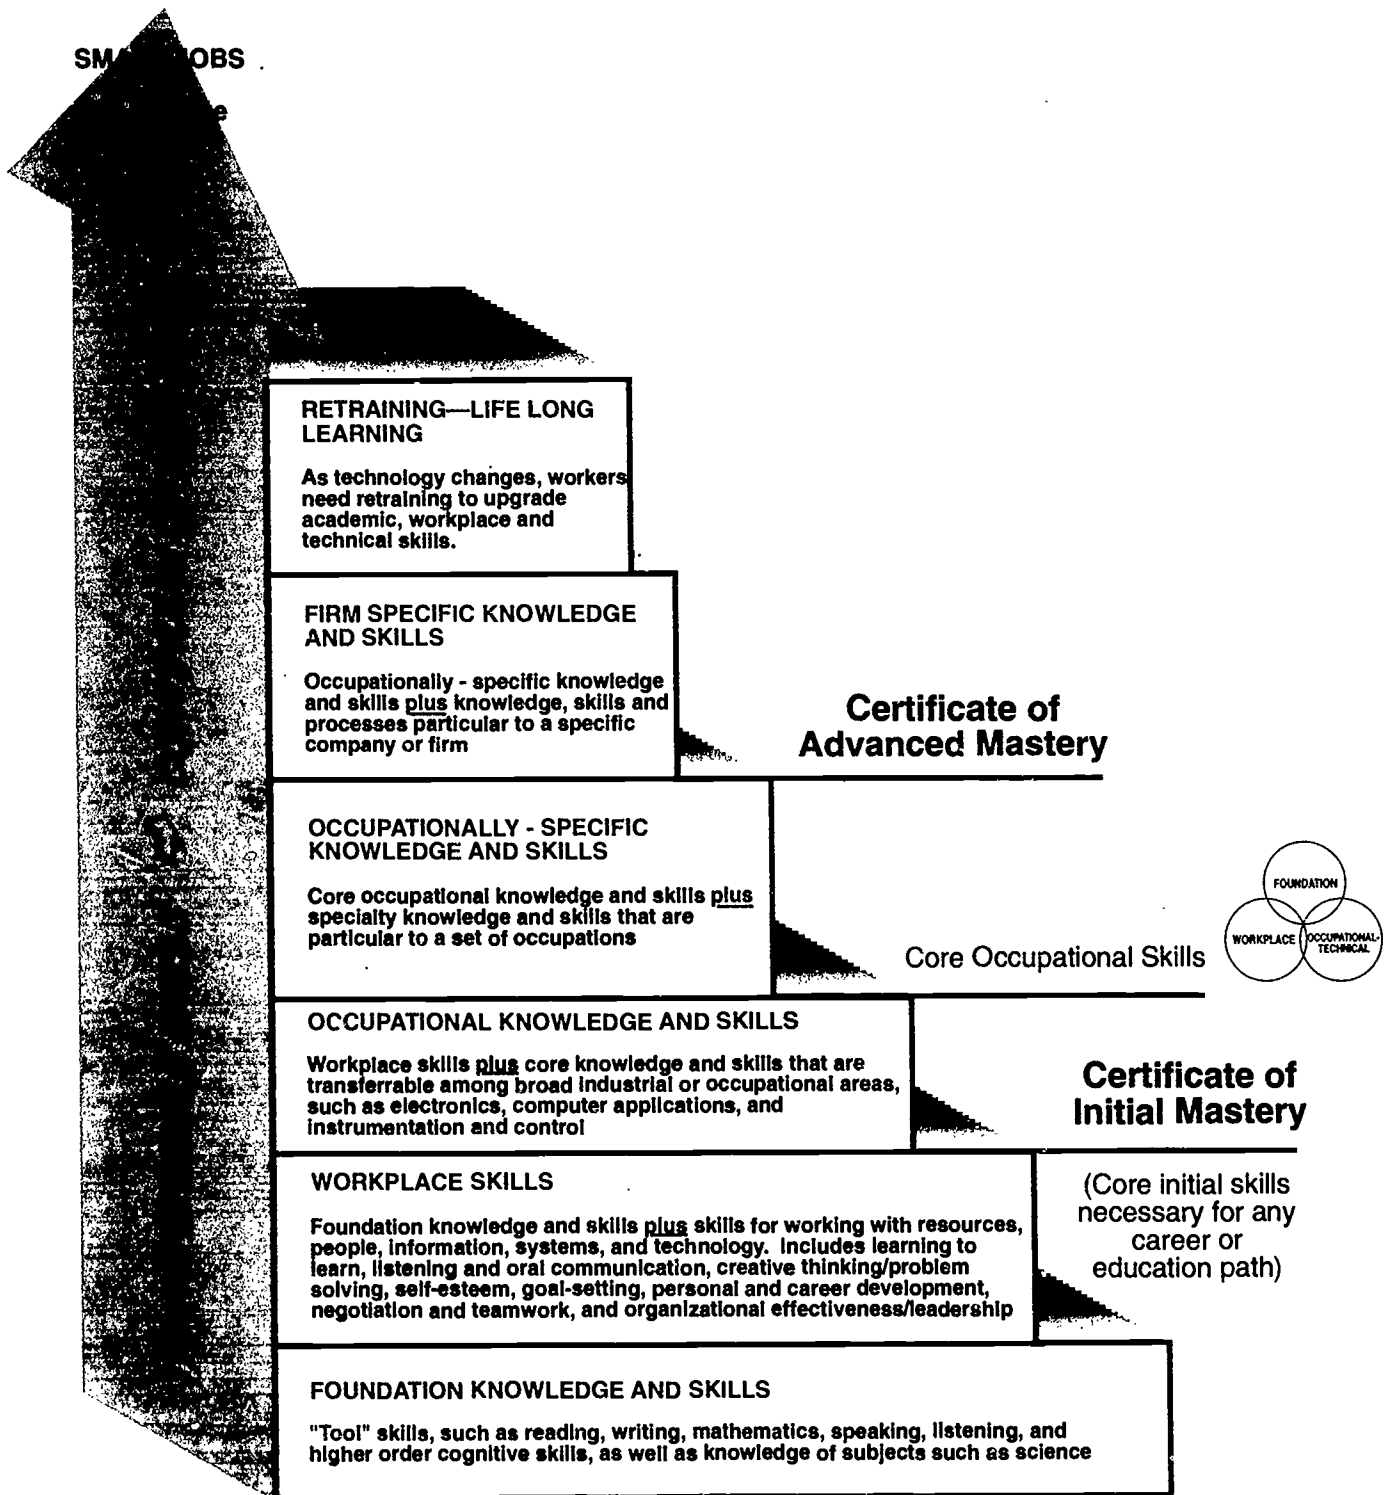 OBS
RETRAINING—LIFE LONG
LEARNING
As technology changes, workers
need retraining to upgrade
academic, workplace and
technical skills.
FIRM SPECIFIC KNOWLEDGE
AND SKILLS
Occupationally - specific knowledge
and skills plus knowledge, skills and
processes particular to a specific
company or firm
Certificate of
Advanced Mastery
OCCUPATIONALLY - SPECIFIC
KNOWLEDGE AND SKILLS
Core occupational knowledge and skills plus
specialty knowledge and skills that are
particular to a set of occupations
Core Occupational Skills
FOUNDATION
WORKPLACE
OCCUPATIONAL-
TECHNICAL
OCCUPATIONAL KNOWLEDGE AND SKILLS
Workplace skills plus core knowledge and skills that are
transferrable among broad industrial or occupational areas,
such as electronics, computer applications, and
instrumentation and control
Certificate of
Initial Mastery
(Core initial skills
necessary for any
career or
education path)
WORKPLACE SKILLS
Foundation knowledge and skills plus skills for working with resources,
people, information, systems, and technology. Includes learning to
learn, listening and oral communication, creative thinking/problem
solving, self-esteem, goal-setting, personal and career development,
negotiation and teamwork, and organizational effectiveness/leadership
FOUNDATION KNOWLEDGE AND SKILLS
"Tool" skills, such as reading, writing, mathematics, speaking, listening, and
higher order cognitive skills, as well as knowledge of subjects such as science